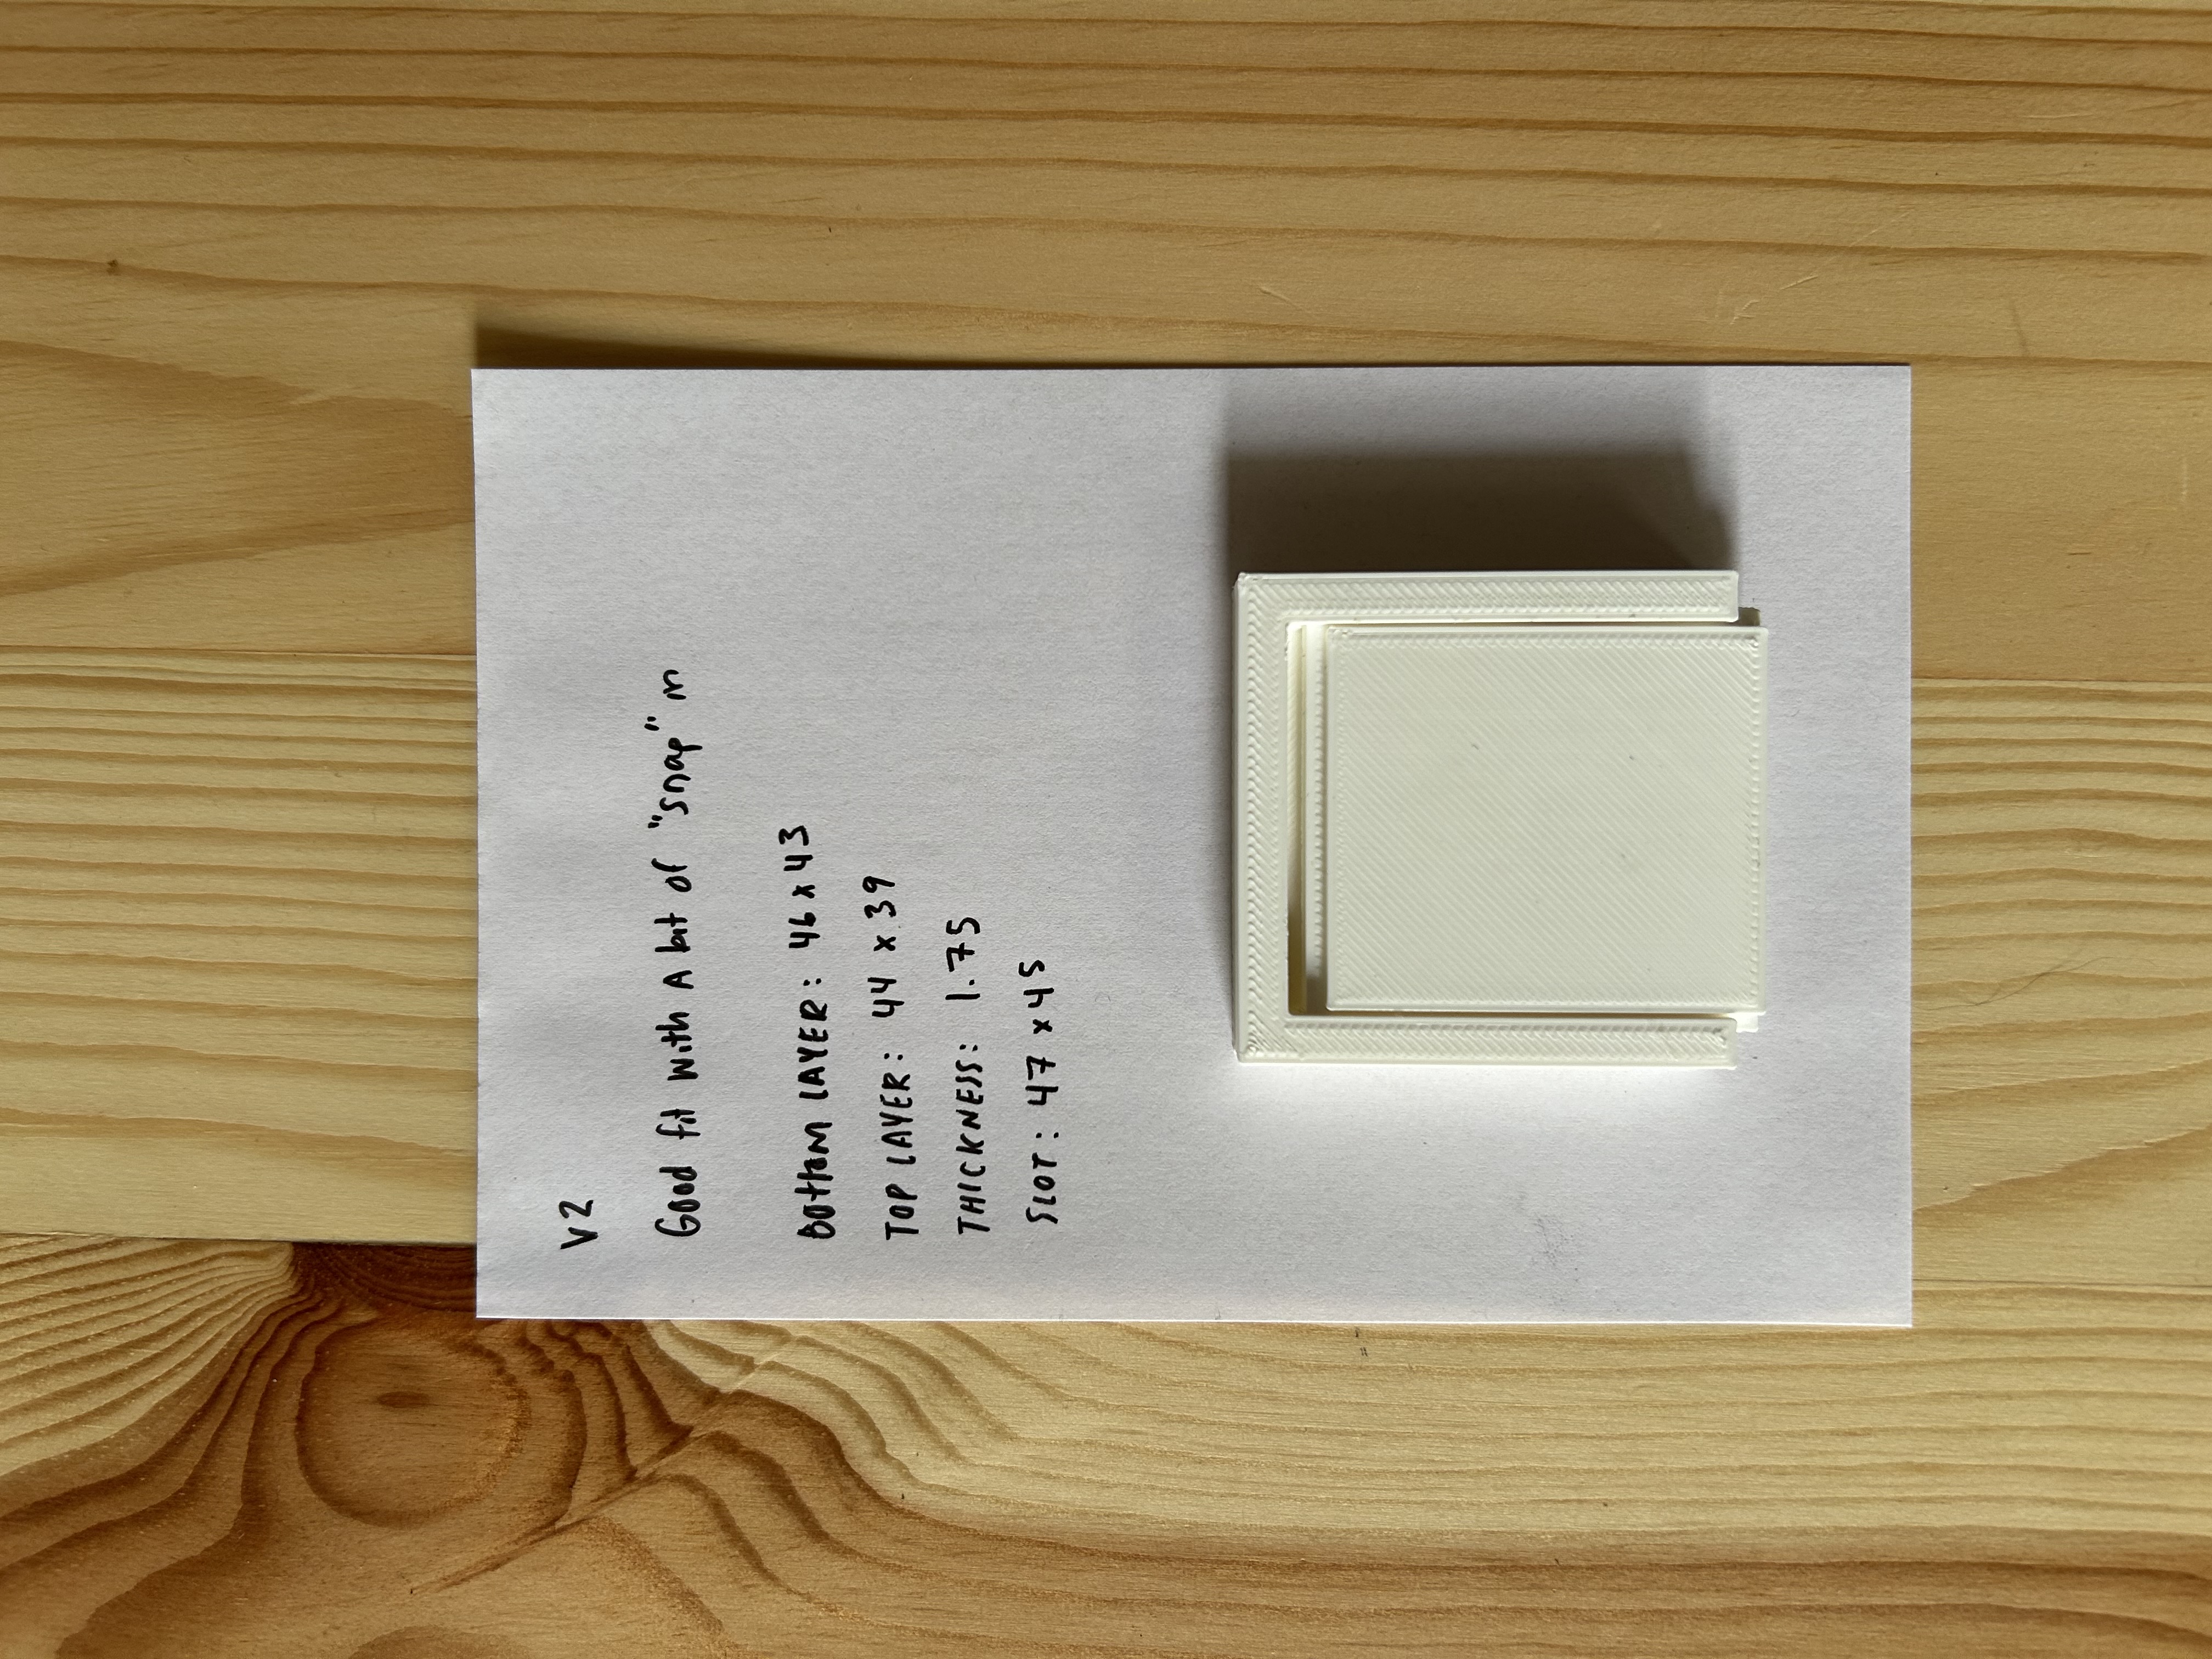 V2
Good fit with A bit of "snap" in
Bottom LAYER: 46 x 43
TOP LAYER: 44 x 39
THICKNESS: 1.75
SLOT: 47 x 45